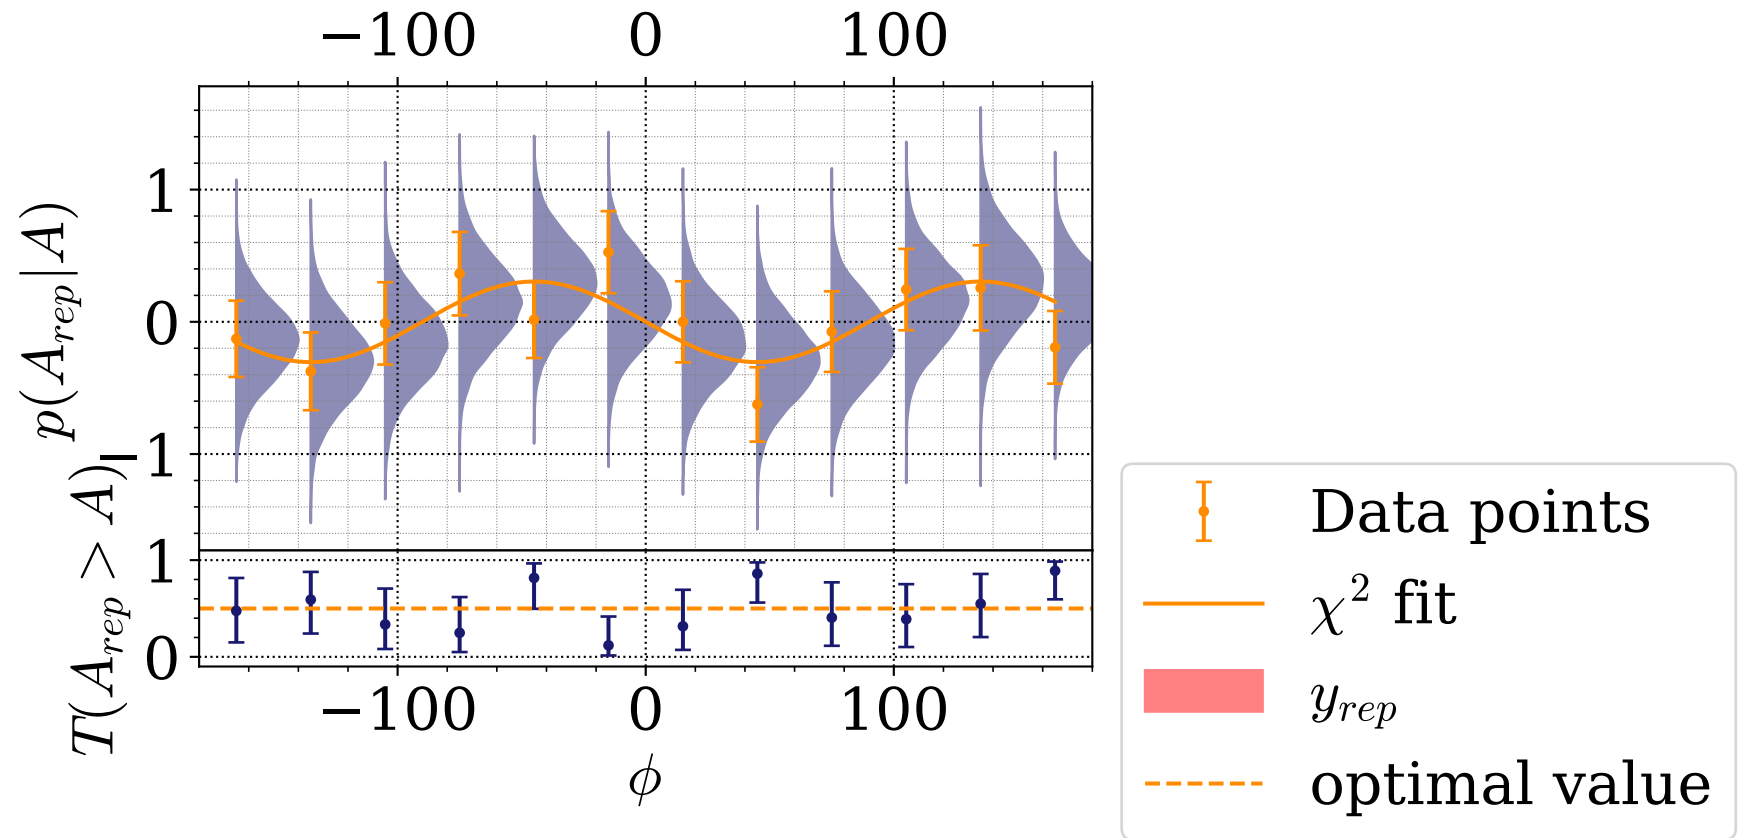 −100 0 100
p(A_rep|A)
1
0
−1
T(A_rep > A)
1
0
−100 0 100
ϕ
Data points
χ² fit
y_rep
optimal value